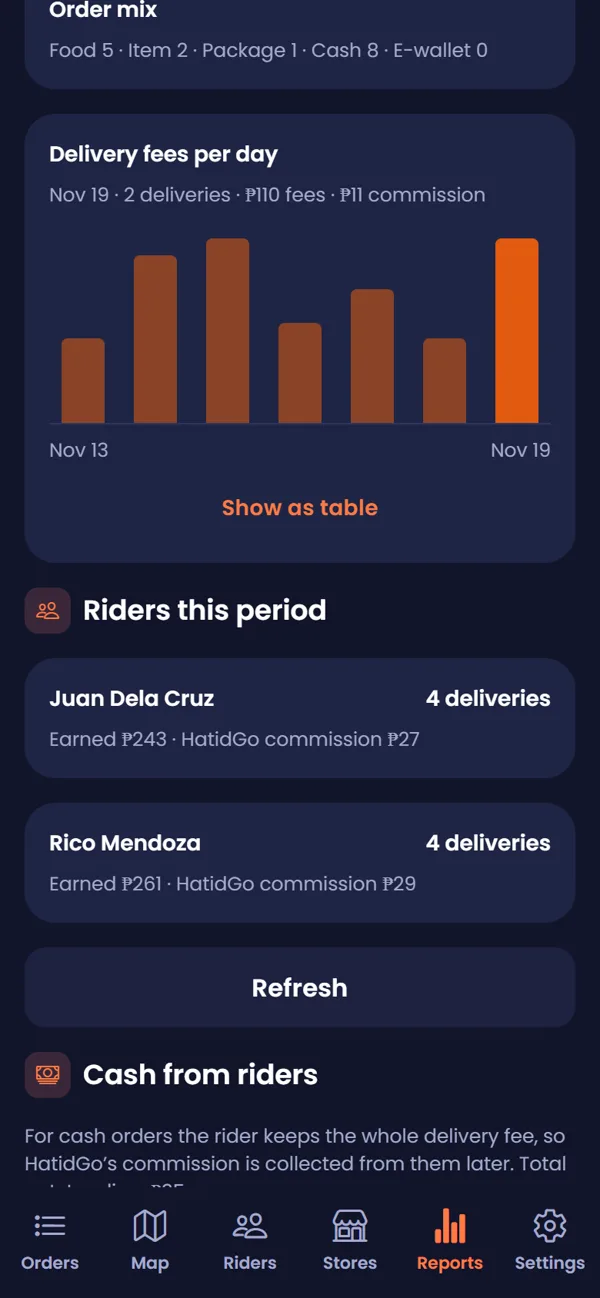 Order mix
Food 5 · Item 2 · Package 1 · Cash 8 · E-wallet 0
Delivery fees per day
Nov 19 · 2 deliveries · ₱110 fees · ₱11 commission
Nov 13
Nov 19
Show as table
Riders this period
Juan Dela Cruz
4 deliveries
Earned ₱243 · HatidGo commission ₱27
Rico Mendoza
4 deliveries
Earned ₱261 · HatidGo commission ₱29
Refresh
Cash from riders
For cash orders the rider keeps the whole delivery fee, so
HatidGo’s commission is collected from them later. Total
Orders
Map
Riders
Stores
Reports
Settings